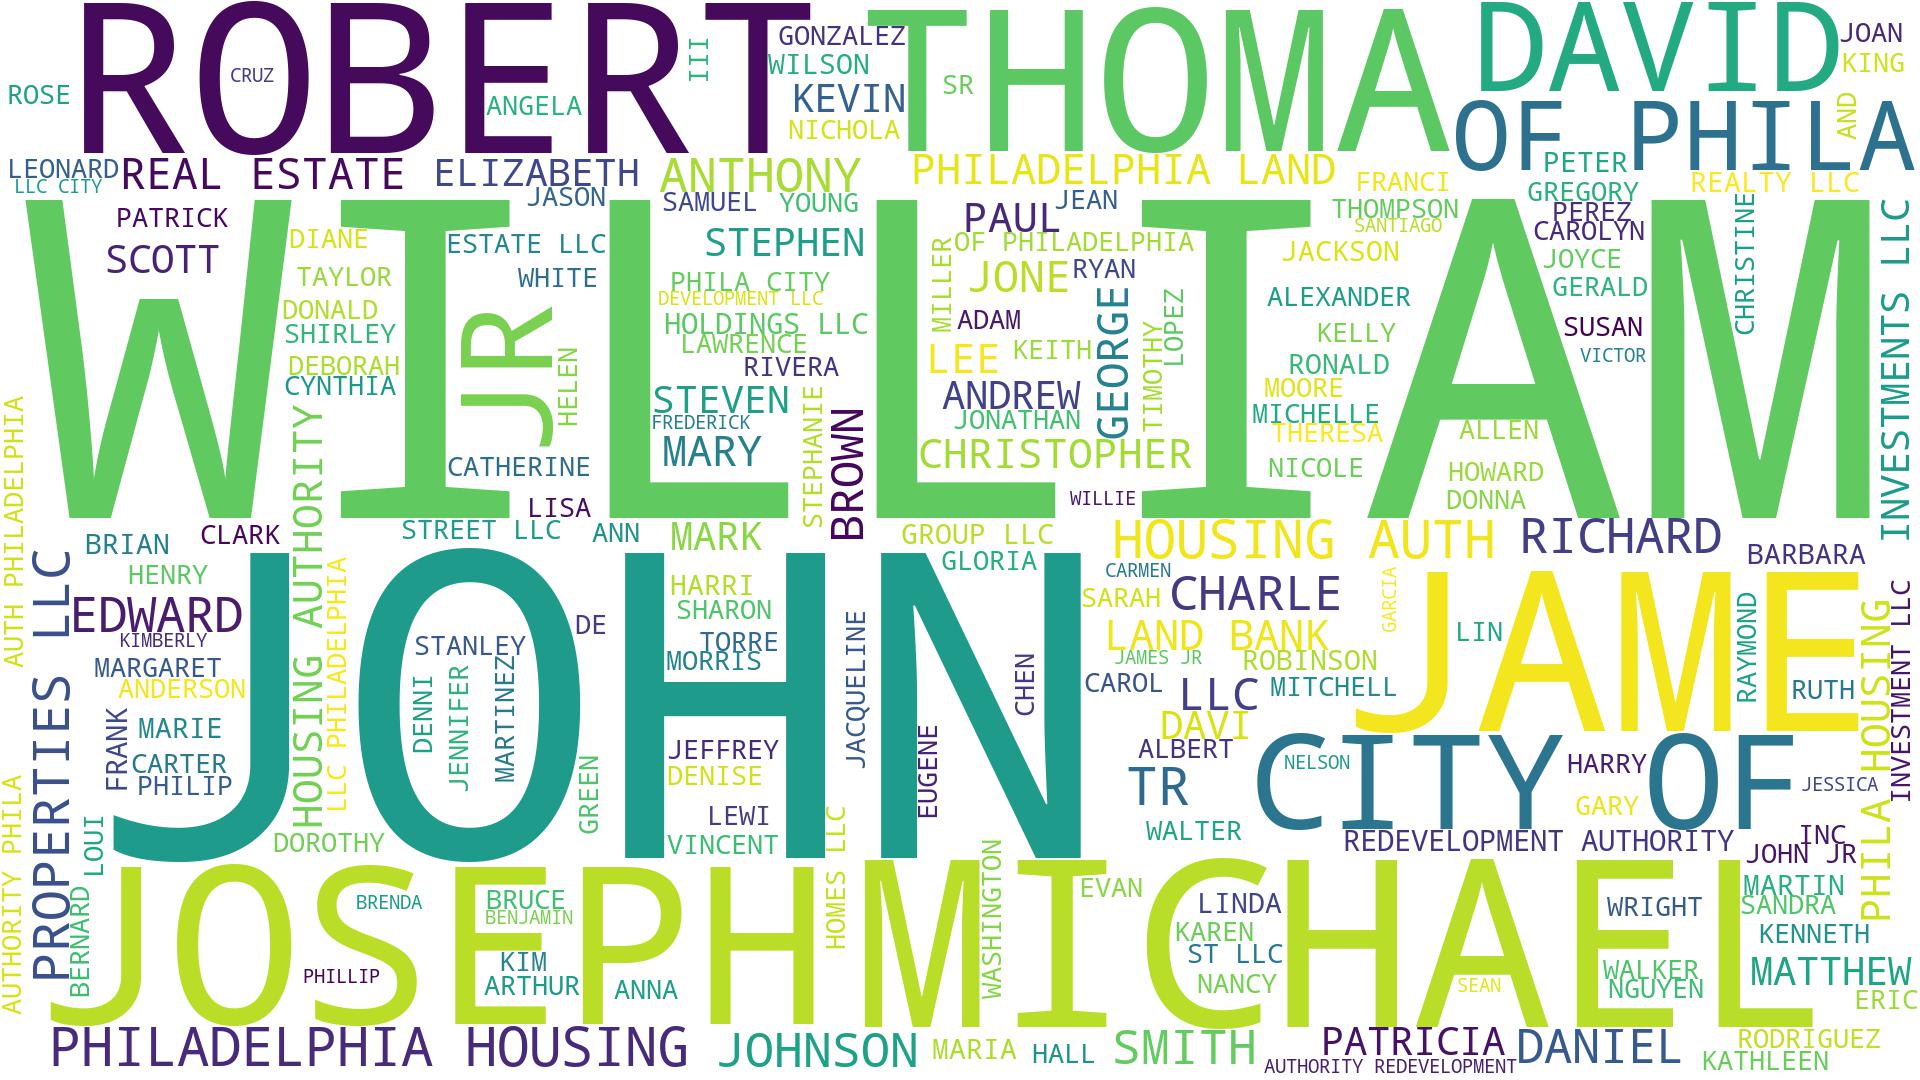 ROBERT
THOMA
DAVID
JOAN
KING
AND
ROSE
CRUZ
ANGELA
III
GONZALEZ
WILSON
KEVIN
NICHOLA
SR
OF PHILA
LEONARD
LLC CITY
REAL ESTATE
ELIZABETH
JASON
ANTHONY
SAMUEL
YOUNG
PHILADELPHIA LAND
JEAN
FRANCI
THOMPSON
SANTIAGO
PETER
GREGORY
REALTY LLC
WILLIAM
PATRICK
SCOTT
DIANE
TAYLOR
DONALD
SHIRLEY
DEBORAH
CYNTHIA
ESTATE LLC
WHITE
JR
HELEN
CATHERINE
LISA
STEPHEN
PHILA CITY
DEVELOPMENT LLC
HOLDINGS LLC
LAWRENCE
RIVERA
STEVEN
FREDERICK
MARY
STEPHANIE
BROWN
PAUL
OF PHILADELPHIA
MILLER
JONE
RYAN
ADAM
LEE
KEITH
GEORGE
TIMOTHY
LOPEZ
ANDREW
JONATHAN
CHRISTOPHER
WILLIE
JACKSON
ALEXANDER
KELLY
RONALD
MOORE
MICHELLE
THERESA
NICOLE
PEREZ
CAROLYN
JOYCE
GERALD
SUSAN
VICTOR
CHRISTINE
ALLEN
HOWARD
DONNA
INVESTMENTS LLC
AUTH PHILADELPHIA
HOUSING AUTHORITY
BRIAN
CLARK
STREET LLC
ANN
MARK
GROUP LLC
GLORIA
HOUSING AUTH
RICHARD
BARBARA
JOHN
JAME
HENRY
EDWARD
KIMBERLY
MARGARET
ANDERSON
MARIE
FRANK
CARTER
PHILIP
PROPERTIES LLC
LLC PHILADELPHIA
STANLEY
DENNI
JENNIFER
MARTINEZ
DE
GREEN
HARRI
SHARON
TORRE
MORRIS
JEFFREY
DENISE
LEWI
VINCENT
JACQUELINE
EUGENE
CHEN
CARMEN
SARAH
CHARLE
GARCIA
LAND BANK
LIN
JAMES JR
ROBINSON
CAROL
LLC
MITCHELL
DAVI
RAYMOND
RUTH
PHILA HOUSING
INVESTMENT LLC
ALBERT
TR
WALTER
CITY OF
NELSON
HARRY
GARY
JESSICA
REDEVELOPMENT AUTHORITY
INC
JOHN JR
AUTHORITY PHILA
LOUI
BERNARD
DOROTHY
HOMES LLC
WASHINGTON
JOSEPH
MICHAEL
BRENDA
BRUCE
BENJAMIN
PHILLIP
KIM
ARTHUR
ANNA
EVAN
LINDA
KAREN
ST LLC
NANCY
SEAN
WRIGHT
WALKER
NGUYEN
MARTIN
SANDRA
KENNETH
MATTHEW
ERIC
PHILADELPHIA HOUSING
JOHNSON
MARIA
HALL
SMITH
PATRICIA
AUTHORITY REDEVELOPMENT
DANIEL
RODRIGUEZ
KATHLEEN